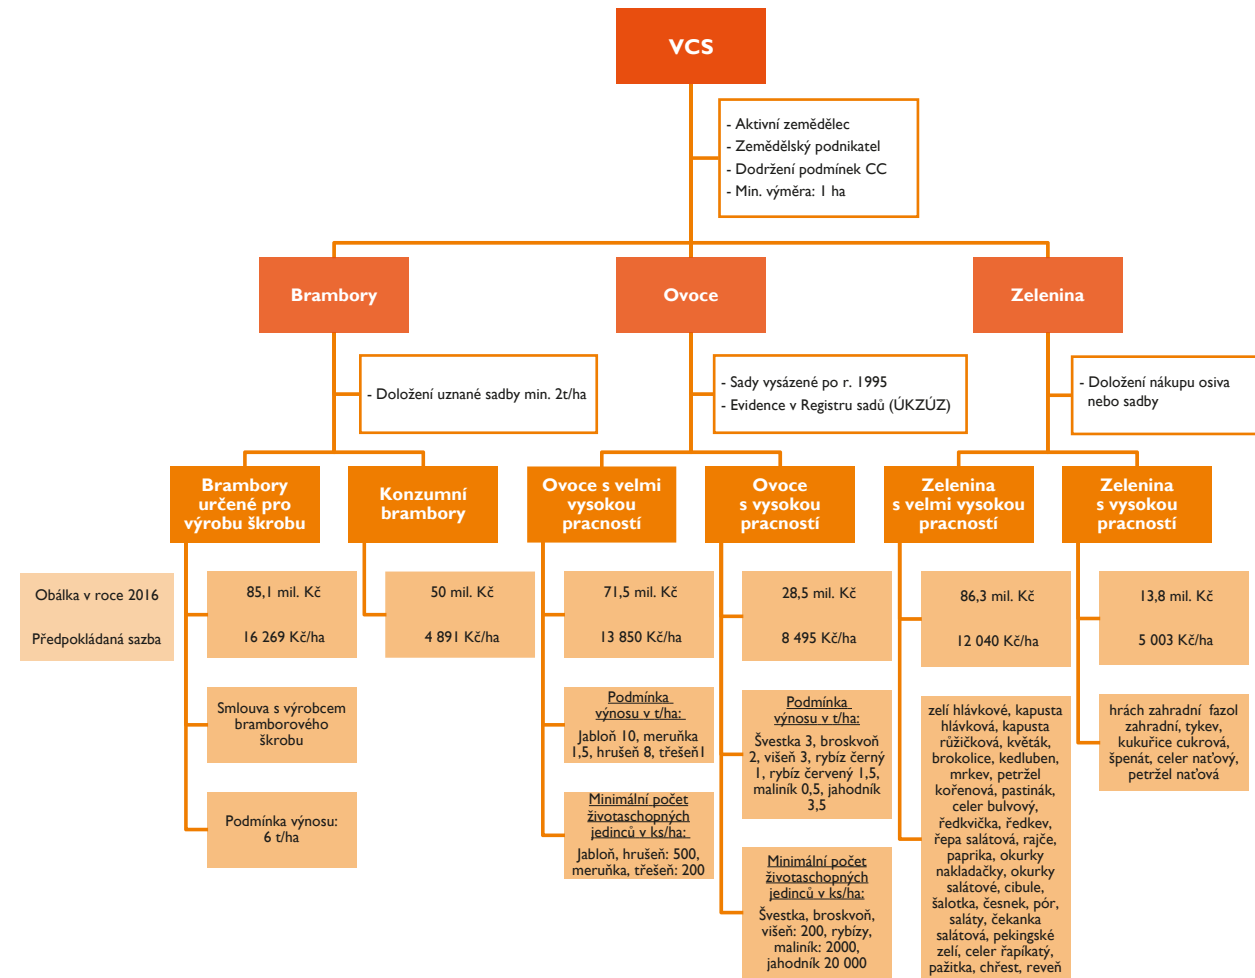 VCS
- Aktivní zemědělec
- Zemědělský podnikatel
- Dodržení podmínek CC
- Min. výměra: 1 ha
Brambory
Ovoce
Zelenina
- Doložení uznané sadby min. 2t/ha
- Sady vysázené po r. 1995
- Evidence v Registru sadů (ÚKZÚZ)
- Doložení nákupu osiva
nebo sadby
Brambory
určené pro
výrobu škrobu
Konzumní
brambory
Ovoce s velmi
vysokou
pracností
Ovoce
s vysokou
pracností
Zelenina
s velmi vysokou
pracností
Zelenina
s vysokou
pracností
Obálka v roce 2016
Předpokládaná sazba
85,1 mil. Kč
16 269 Kč/ha
50 mil. Kč
4 891 Kč/ha
71,5 mil. Kč
13 850 Kč/ha
28,5 mil. Kč
8 495 Kč/ha
86,3 mil. Kč
12 040 Kč/ha
13,8 mil. Kč
5 003 Kč/ha
Smlouva s výrobcem
bramborového
škrobu
Podmínka výnosu:
6 t/ha
Podmínka
výnosu v t/ha:
Jabloň 10, meruňka
1,5, hrušeň 8, třešeň1
Minimální počet
životaschopných
jedinců v ks/ha:
Jabloň, hrušeň: 500,
meruňka, třešeň: 200
Podmínka
výnosu v t/ha:
Švestka 3, broskvoň
2, višeň 3, rybíz černý
1, rybíz červený 1,5,
maliník 0,5, jahodník
3,5
Minimální počet
životaschopných
jedinců v ks/ha:
Švestka, broskvoň,
višeň: 200, rybízy,
maliník: 2000,
jahodník 20 000
zelí hlávkové, kapusta
hlávková, kapusta
růžičková, květák,
brokolice, kedluben,
mrkev, petržel
kořenová, pastinák,
celer bulvový,
ředkvička, ředkev,
řepa salátová, rajče,
paprika, okurky
nakladačky, okurky
salátové, cibule,
šalotka, česnek, pór,
saláty, čekanka
salátová, pekingské
zelí, celer řapíkatý,
pažitka, chřest, reveň
hrách zahradní fazol
zahradní, tykev,
kukuřice cukrová,
špenát, celer naťový,
petržel naťová